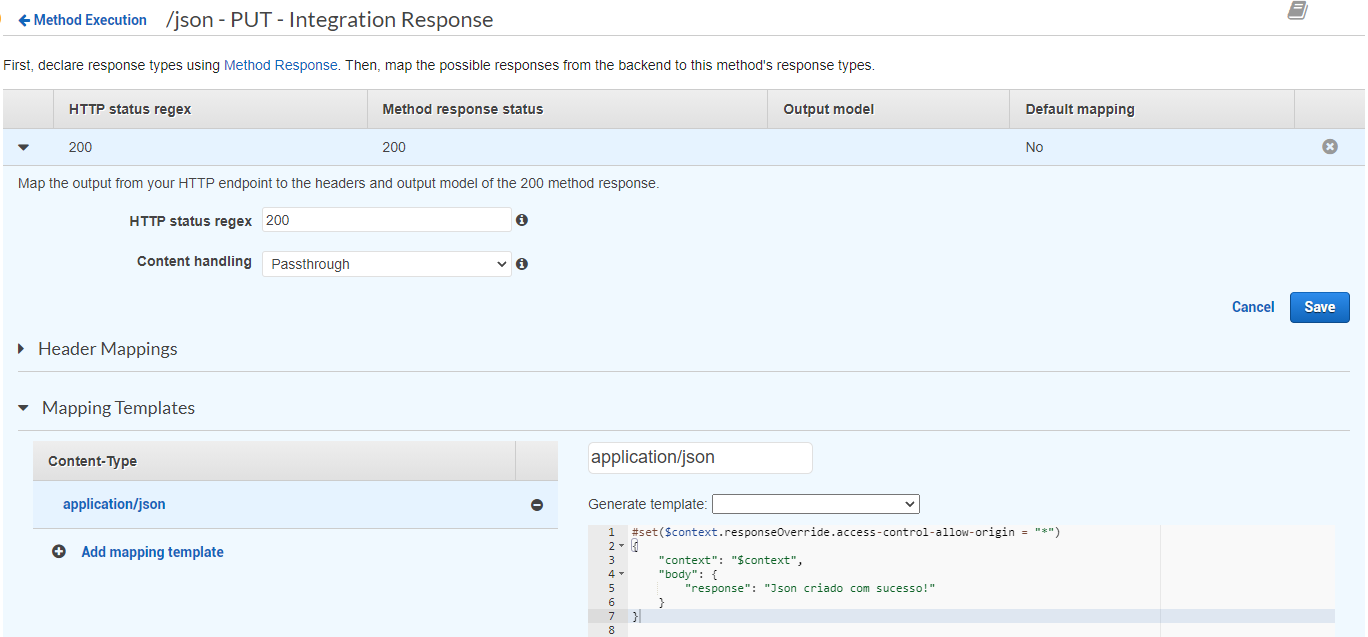 Method Execution /json - PUT - Integration Response
First, declare response types using Method Response. Then, map the possible responses from the backend to this method's response types.
HTTP status regex Method response status Output model Default mapping
200 200 No
Map the output from your HTTP endpoint to the headers and output model of the 200 method response.
HTTP status regex 200
Content handling Passthrough
Cancel Save
Header Mappings
Mapping Templates
Content-Type
application/json
Add mapping template
application/json
Generate template:
1 #set($context.responseOverride.access-control-allow-origin = "*")
2 {
3 "context": "$context",
4 "body": {
5 "response": "Json criado com sucesso!"
6 }
7 }
8